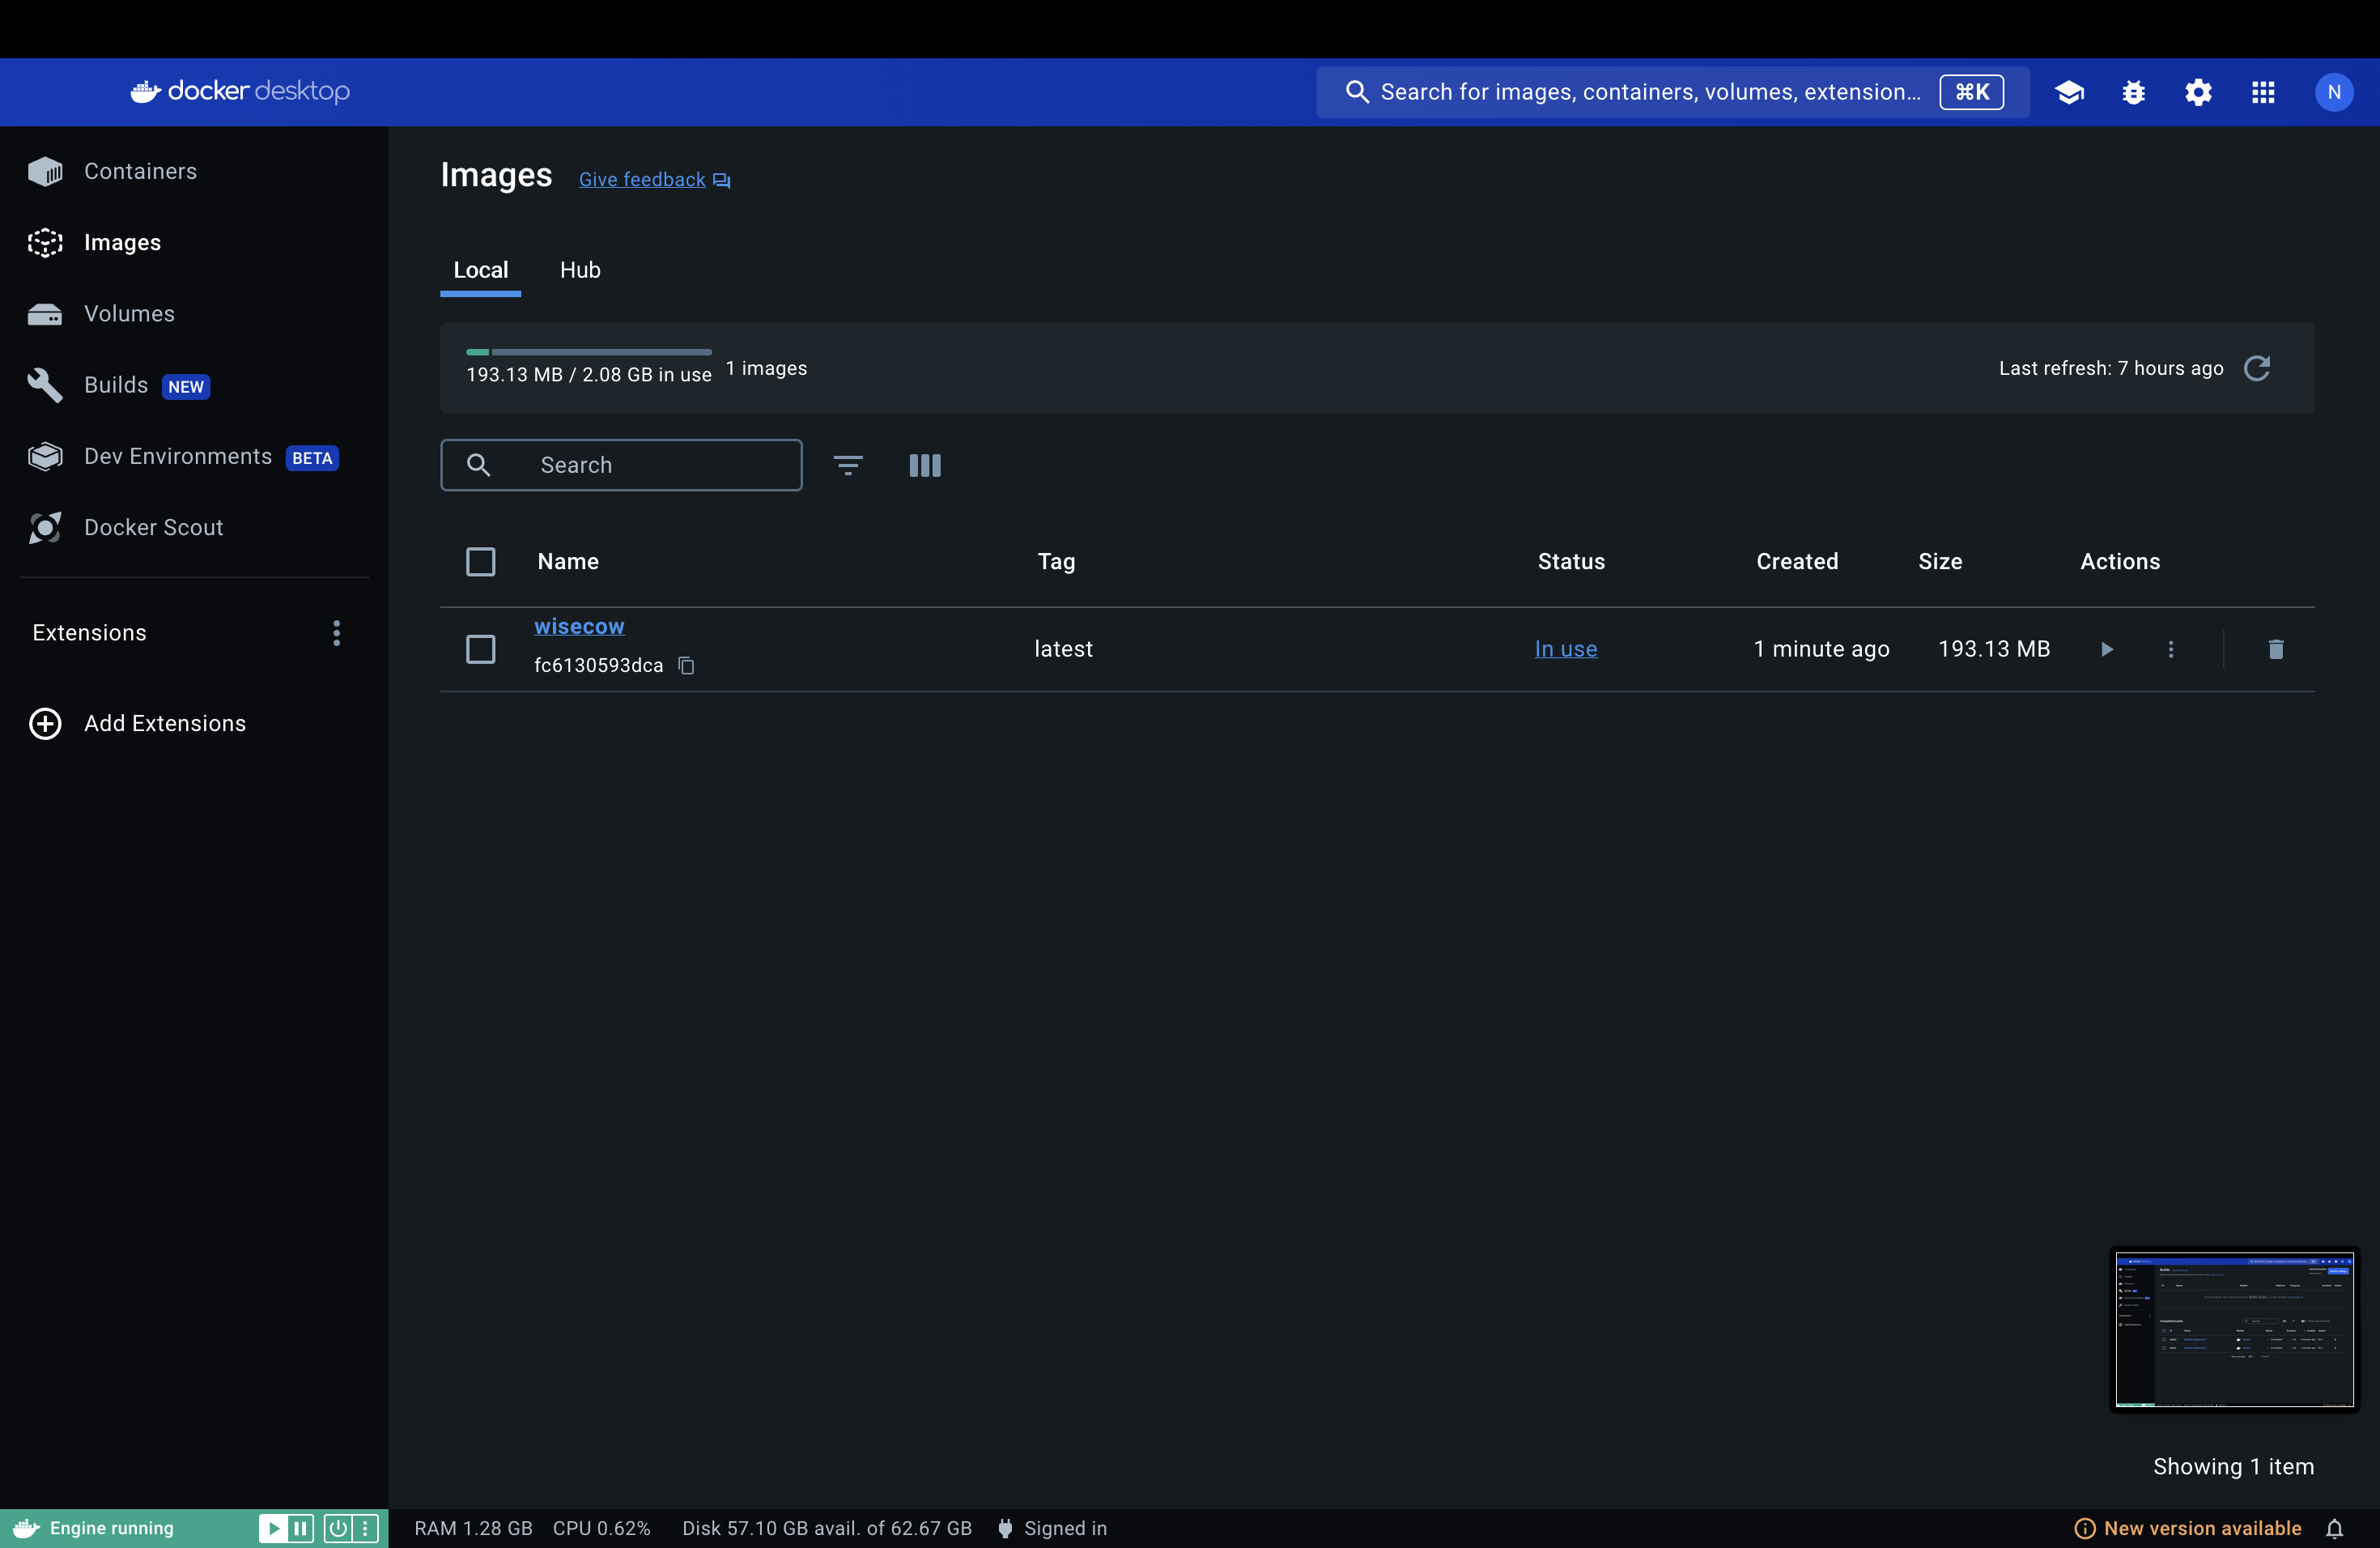 docker desktop
Search for images, containers, volumes, extension...
⌘K
N
Containers
Images
Volumes
Builds NEW
Dev Environments BETA
Docker Scout
Extensions
Add Extensions
Images
Give feedback
Local
Hub
193.13 MB / 2.08 GB in use
1 images
Last refresh: 7 hours ago
Search
Name Tag Status Created Size Actions
wisecow
fc6130593dca
latest
In use
1 minute ago
193.13 MB
Showing 1 item
Engine running
RAM 1.28 GB CPU 0.62% Disk 57.10 GB avail. of 62.67 GB Signed in
New version available